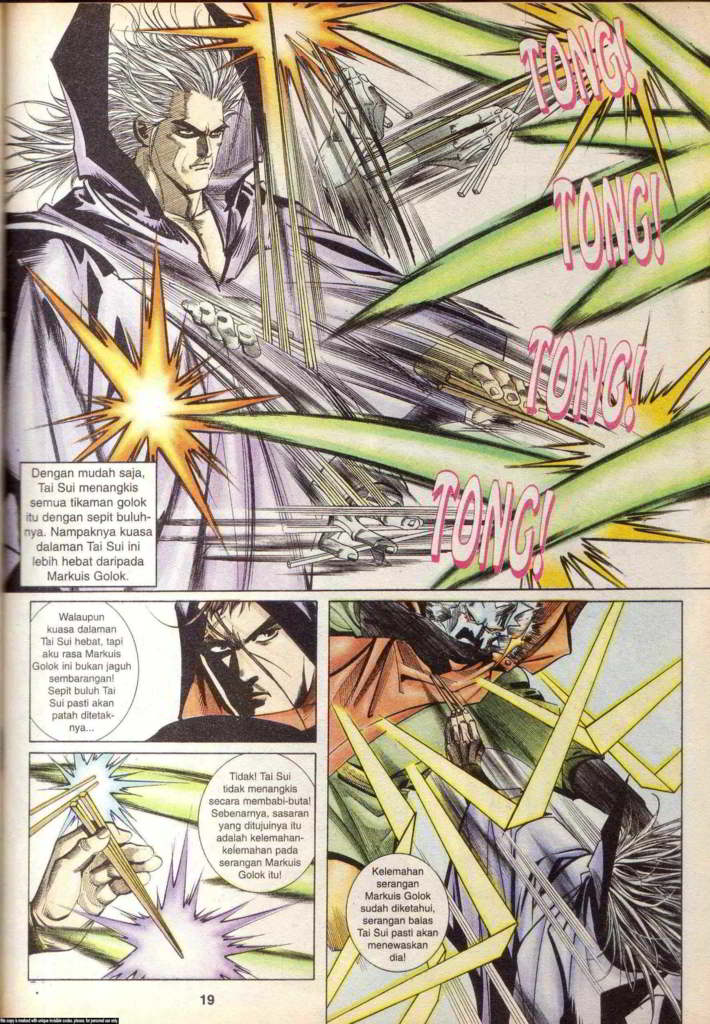 TONG!
TONG!
TONG!
TONG!
Dengan mudah saja,
Tai Sui menangkis
semua tikaman golok
itu dengan sepit buluh-
nya. Nampaknya kuasa
dalaman Tai Sui ini
lebih hebat daripada
Markuis Golok.
Walaupun
kuasa dalaman
Tai Sui hebat, tapi
aku rasa Markuis
Golok ini bukan jaguh
sembarangan!
Sepit buluh Tai
Sui pasti akan
patah ditetak-
nya...
Tidak! Tai Sui
tidak menangkis
secara membabi-buta!
Sebenarnya, sasaran
yang ditujuinya itu
adalah kelemahan-
kelemahan pada
serangan Markuis
Golok itu!
Kelemahan
serangan
Markuis Golok
sudah diketahui,
serangan balas
Tai Sui pasti akan
menewaskan
dia!
19